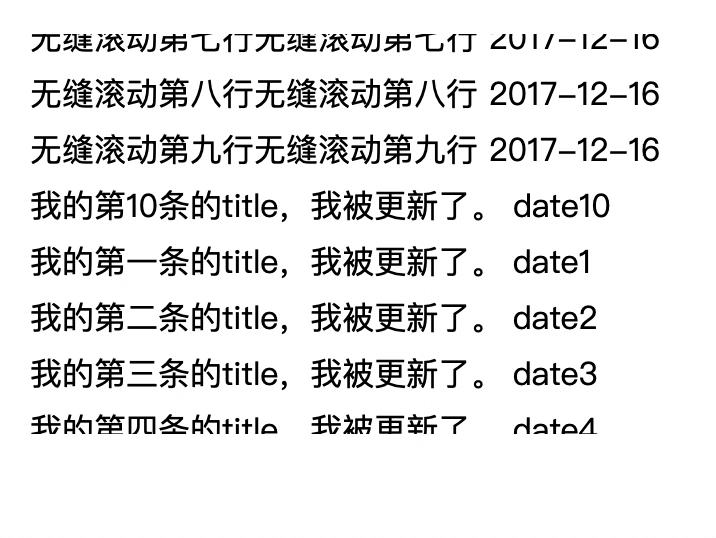 无缝滚动第七行无缝滚动第七行 2017-12-16
无缝滚动第八行无缝滚动第八行 2017-12-16
无缝滚动第九行无缝滚动第九行 2017-12-16
我的第10条的title，我被更新了。 date10
我的第一条的title，我被更新了。 date1
我的第二条的title，我被更新了。 date2
我的第三条的title，我被更新了。 date3
我的第四条的title，我被更新了。 date4